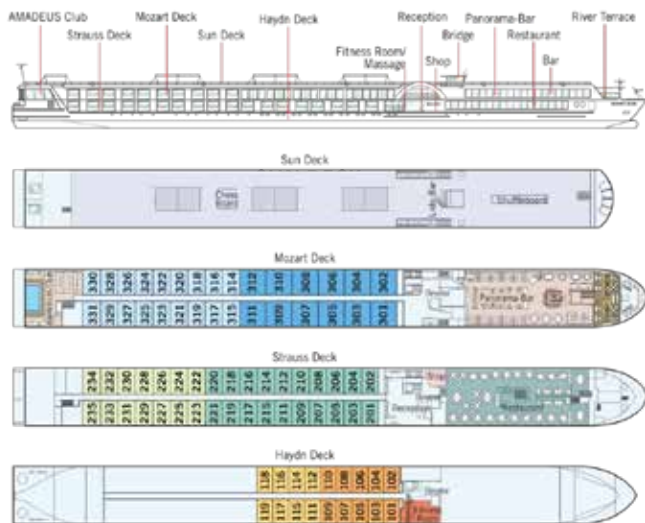 AMADEUS Club
Mozart Deck
Haydn Deck
Reception
Panorama-Bar
River Terrace
Strauss Deck
Sun Deck
Bridge
Restaurant
Fitness Room/
Massage
Shop
Bar
Sun Deck
Chess
Board
Lido Bar
Shuffleboard
Mozart Deck
330 328 326 324 322 320 318 316 314 312 310 308 306 304 302
331 329 327 325 323 321 319 317 315 311 309 307 305 303 301
Panorama-Bar
Strauss Deck
234 232 230 228 226 224 222 220 218 216 214 212 210 208 206 204 202
235 233 231 229 227 225 223 221 219 217 215 211 209 207 205 203 201
Reception
Restaurant
Haydn Deck
118 116 114 112 110 108 106 104 102
119 117 115 111 109 107 105 103 101